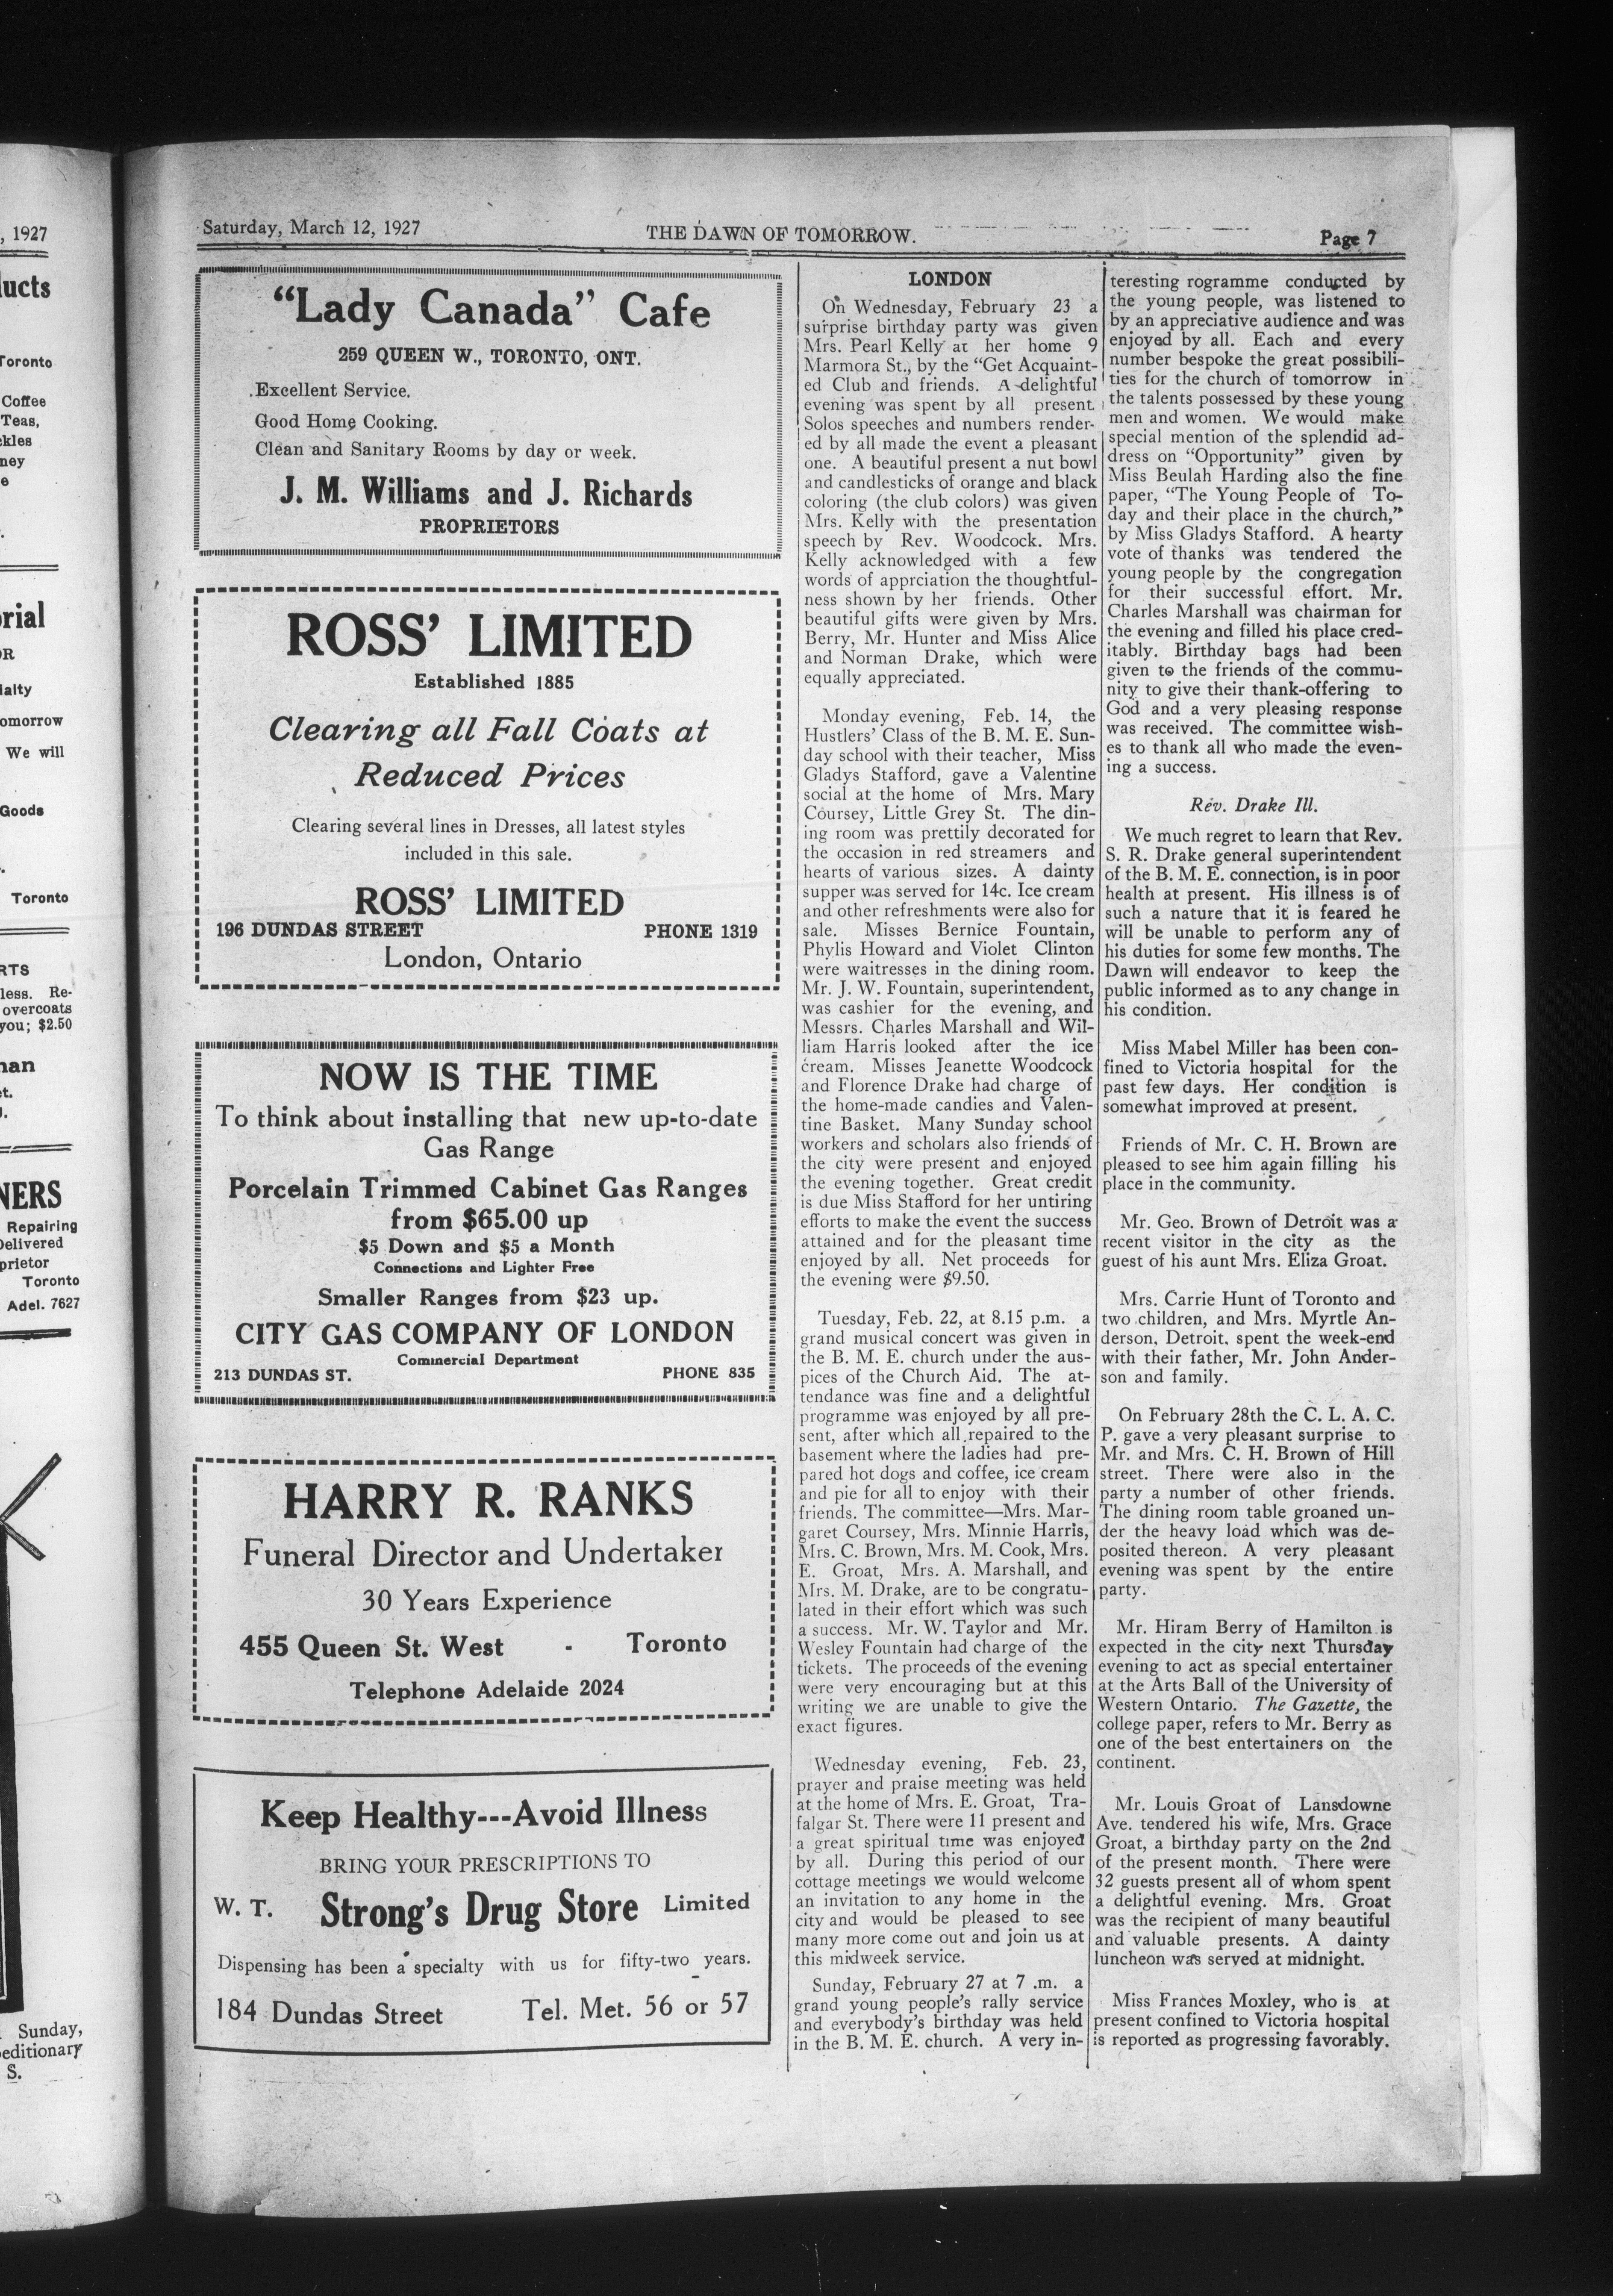 , 1927
ucts
Toronto
Coffee
Teas,
kles
ney
e
rial
OR
ialty
omorrow
We will
Goods
Toronto
RTS
less. Re-
overcoats
you; $2.50
nan
et.
NERS
Repairing
Delivered
prietor
Toronto
Adel. 7627
Sunday,
editionary
S.
Saturday, March 12, 1927
THE DAWN OF TOMORROW.
Page 7
“Lady Canada” Cafe
259 QUEEN W., TORONTO, ONT.
Excellent Service.
Good Home Cooking.
Clean and Sanitary Rooms by day or week.
J. M. Williams and J. Richards
PROPRIETORS
ROSS’ LIMITED
Established 1885
Clearing all Fall Coats at
Reduced Prices
Clearing several lines in Dresses, all latest styles
included in this sale.
ROSS’ LIMITED
196 DUNDAS STREET PHONE 1319
London, Ontario
NOW IS THE TIME
To think about installing that new up-to-date
Gas Range
Porcelain Trimmed Cabinet Gas Ranges
from $65.00 up
$5 Down and $5 a Month
Connections and Lighter Free
Smaller Ranges from $23 up.
CITY GAS COMPANY OF LONDON
Commercial Department
213 DUNDAS ST. PHONE 835
HARRY R. RANKS
Funeral Director and Undertaker
30 Years Experience
455 Queen St. West - Toronto
Telephone Adelaide 2024
Keep Healthy---Avoid Illness
BRING YOUR PRESCRIPTIONS TO
W. T. Strong’s Drug Store Limited
Dispensing has been a specialty with us for fifty-two years.
184 Dundas Street Tel. Met. 56 or 57
LONDON
On Wednesday, February 23 a
surprise birthday party was given
Mrs. Pearl Kelly at her home 9
Marmora St., by the “Get Acquaint-
ed Club and friends. A delightful
evening was spent by all present.
Solos speeches and numbers render-
ed by all made the event a pleasant
one. A beautiful present a nut bowl
and candlesticks of orange and black
coloring (the club colors) was given
Mrs. Kelly with the presentation
speech by Rev. Woodcock. Mrs.
Kelly acknowledged with a few
words of apprciation the thoughtful-
ness shown by her friends. Other
beautiful gifts were given by Mrs.
Berry, Mr. Hunter and Miss Alice
and Norman Drake, which were
equally appreciated.
Monday evening, Feb. 14, the
Hustlers’ Class of the B. M. E. Sun-
day school with their teacher, Miss
Gladys Stafford, gave a Valentine
social at the home of Mrs. Mary
Coursey, Little Grey St. The din-
ing room was prettily decorated for
the occasion in red streamers and
hearts of various sizes. A dainty
supper was served for 14c. Ice cream
and other refreshments were also for
sale. Misses Bernice Fountain,
Phylis Howard and Violet Clinton
were waitresses in the dining room.
Mr. J. W. Fountain, superintendent,
was cashier for the evening, and
Messrs. Charles Marshall and Wil-
liam Harris looked after the ice
cream. Misses Jeanette Woodcock
and Florence Drake had charge of
the home-made candies and Valen-
tine Basket. Many Sunday school
workers and scholars also friends of
the city were present and enjoyed
the evening together. Great credit
is due Miss Stafford for her untiring
efforts to make the event the success
attained and for the pleasant time
enjoyed by all. Net proceeds for
the evening were $9.50.
Tuesday, Feb. 22, at 8.15 p.m. a
grand musical concert was given in
the B. M. E. church under the aus-
pices of the Church Aid. The at-
tendance was fine and a delightful
programme was enjoyed by all pre-
sent, after which all repaired to the
basement where the ladies had pre-
pared hot dogs and coffee, ice cream
and pie for all to enjoy with their
friends. The committee—Mrs. Mar-
garet Coursey, Mrs. Minnie Harris,
Mrs. C. Brown, Mrs. M. Cook, Mrs.
E. Groat, Mrs. A. Marshall, and
Mrs. M. Drake, are to be congratu-
lated in their effort which was such
a success. Mr. W. Taylor and Mr.
Wesley Fountain had charge of the
tickets. The proceeds of the evening
were very encouraging but at this
writing we are unable to give the
exact figures.
Wednesday evening, Feb. 23,
prayer and praise meeting was held
at the home of Mrs. E. Groat, Tra-
falgar St. There were 11 present and
a great spiritual time was enjoyed
by all. During this period of our
cottage meetings we would welcome
an invitation to any home in the
city and would be pleased to see
many more come out and join us at
this midweek service.
Sunday, February 27 at 7 .m. a
grand young people’s rally service
and everybody’s birthday was held
in the B. M. E. church. A very in-
teresting rogramme conducted by
the young people, was listened to
by an appreciative audience and was
enjoyed by all. Each and every
number bespoke the great possibili-
ties for the church of tomorrow in
the talents possessed by these young
men and women. We would make
special mention of the splendid ad-
dress on “Opportunity” given by
Miss Beulah Harding also the fine
paper, “The Young People of To-
day and their place in the church,”
by Miss Gladys Stafford. A hearty
vote of thanks was tendered the
young people by the congregation
for their successful effort. Mr.
Charles Marshall was chairman for
the evening and filled his place cred-
itably. Birthday bags had been
given to the friends of the commu-
nity to give their thank-offering to
God and a very pleasing response
was received. The committee wish-
es to thank all who made the even-
ing a success.
Rev. Drake Ill.
We much regret to learn that Rev.
S. R. Drake general superintendent
of the B. M. E. connection, is in poor
health at present. His illness is of
such a nature that it is feared he
will be unable to perform any of
his duties for some few months. The
Dawn will endeavor to keep the
public informed as to any change in
his condition.
Miss Mabel Miller has been con-
fined to Victoria hospital for the
past few days. Her condition is
somewhat improved at present.
Friends of Mr. C. H. Brown are
pleased to see him again filling his
place in the community.
Mr. Geo. Brown of Detroit was a
recent visitor in the city as the
guest of his aunt Mrs. Eliza Groat.
Mrs. Carrie Hunt of Toronto and
two children, and Mrs. Myrtle An-
derson, Detroit, spent the week-end
with their father, Mr. John Ander-
son and family.
On February 28th the C. L. A. C.
P. gave a very pleasant surprise to
Mr. and Mrs. C. H. Brown of Hill
street. There were also in the
party a number of other friends.
The dining room table groaned un-
der the heavy load which was de-
posited thereon. A very pleasant
evening was spent by the entire
party.
Mr. Hiram Berry of Hamilton is
expected in the city next Thursday
evening to act as special entertainer
at the Arts Ball of the University of
Western Ontario. The Gazette, the
college paper, refers to Mr. Berry as
one of the best entertainers on the
continent.
Mr. Louis Groat of Lansdowne
Ave. tendered his wife, Mrs. Grace
Groat, a birthday party on the 2nd
of the present month. There were
32 guests present all of whom spent
a delightful evening. Mrs. Groat
was the recipient of many beautiful
and valuable presents. A dainty
luncheon was served at midnight.
Miss Frances Moxley, who is at
present confined to Victoria hospital
is reported as progressing favorably.